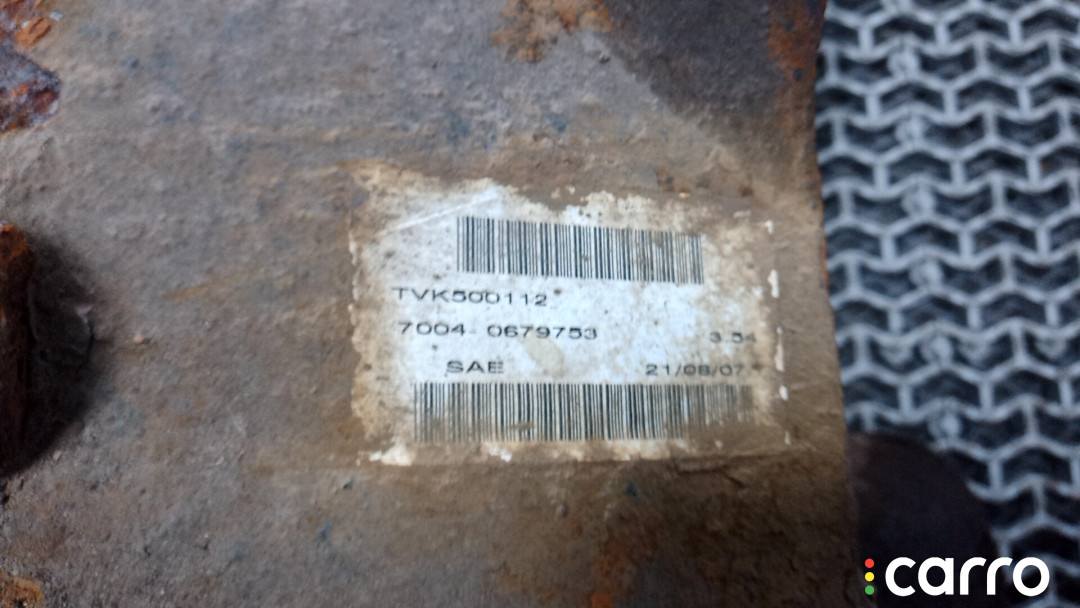 TVK500112
7004 0679753 3.54
SAE 21/08/07
carro